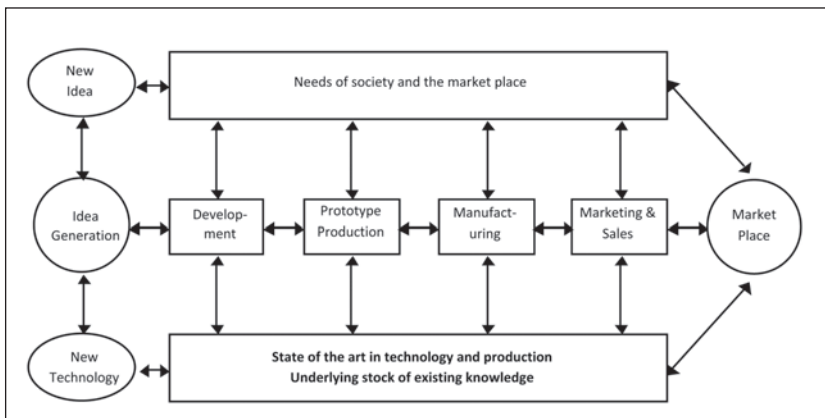 New
Idea
Needs of society and the market place
Idea
Generation
Develop-
ment
Prototype
Production
Manufact-
uring
Marketing &
Sales
Market
Place
New
Technology
State of the art in technology and production
Underlying stock of existing knowledge